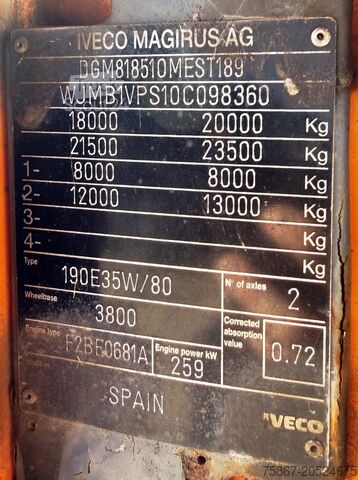 IVECO MAGIRUS AG
DGM818510MEST189
WJMB1VPS10C098360
18000 20000 Kg
21500 23500 Kg
1- 8000 8000 Kg
2- 12000 13000 Kg
3- Kg
4- Kg
Type 190E35W/80 N° of axles 2
Wheelbase 3800
Engine type F2BE0681A Engine power kW 259 Corrected absorption value 0.72
SPAIN
IVECO
75867-20524675